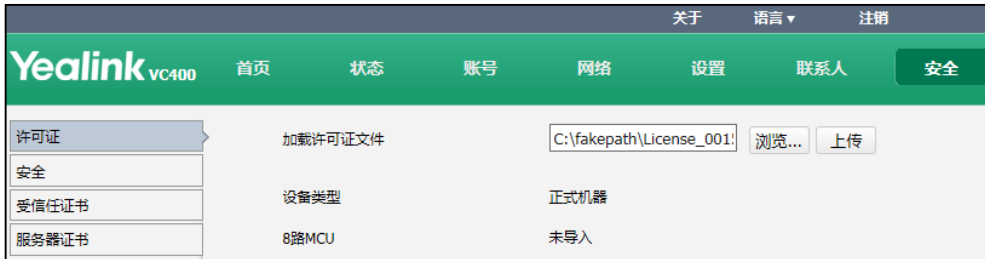 关于 语言▼ 注销
Yealink VC400 首页 状态 账号 网络 设置 联系人 安全
许可证 加载许可证文件 C:\fakepath\License_001 浏览... 上传
安全
设备类型 正式机器
受信任证书
服务器证书 8路MCU 未导入